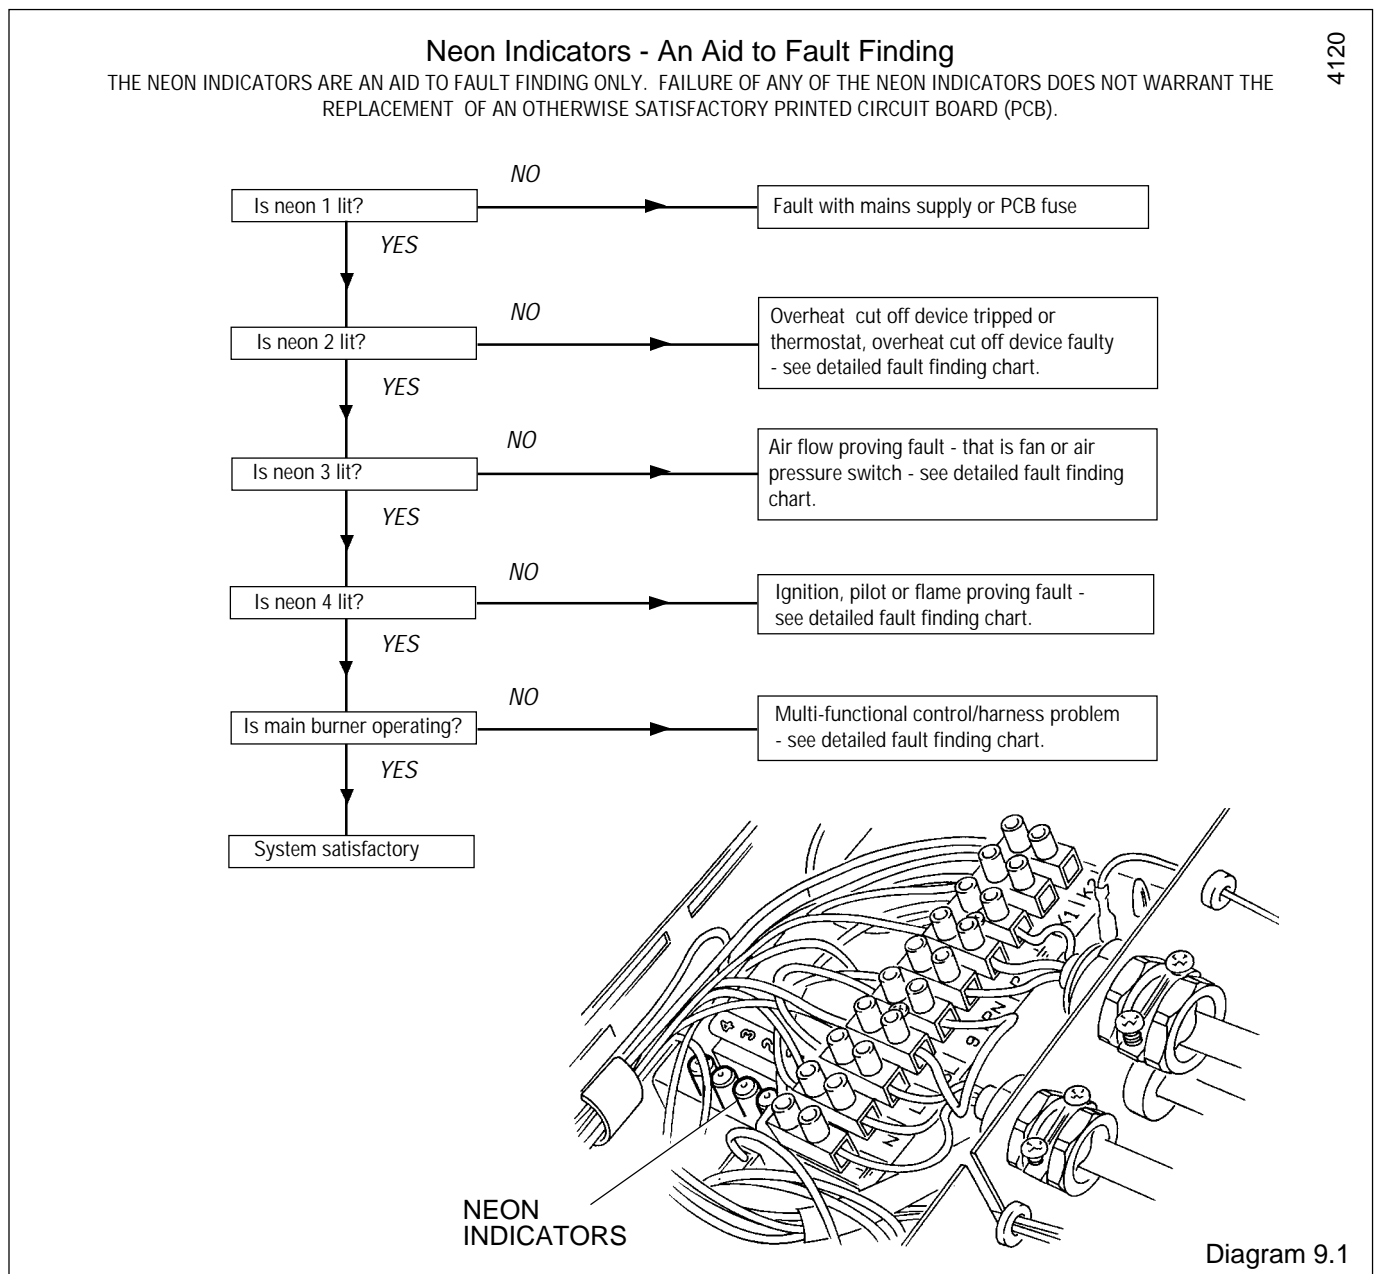 Neon Indicators - An Aid to Fault Finding
4120
THE NEON INDICATORS ARE AN AID TO FAULT FINDING ONLY. FAILURE OF ANY OF THE NEON INDICATORS DOES NOT WARRANT THE
REPLACEMENT OF AN OTHERWISE SATISFACTORY PRINTED CIRCUIT BOARD (PCB).
NO
Is neon 1 lit?
Fault with mains supply or PCB fuse
YES
NO
Is neon 2 lit?
Overheat cut off device tripped or
thermostat, overheat cut off device faulty
- see detailed fault finding chart.
YES
NO
Is neon 3 lit?
Air flow proving fault - that is fan or air
pressure switch - see detailed fault finding
chart.
YES
NO
Is neon 4 lit?
Ignition, pilot or flame proving fault -
see detailed fault finding chart.
YES
NO
Is main burner operating?
Multi-functional control/harness problem
- see detailed fault finding chart.
YES
System satisfactory
K1 K2
4 3 2
N L
NEON
INDICATORS
Diagram 9.1